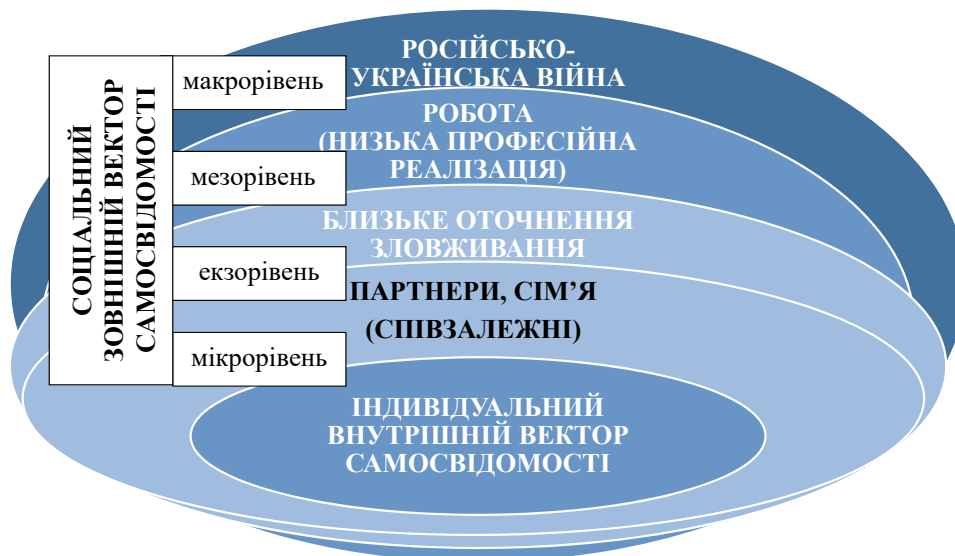 СОЦІАЛЬНИЙ
ЗОВНІШНІЙ ВЕКТОР
САМОСВІДОМОСТІ
макрорівень
мезорівень
екзорівень
мікрорівень
РОСІЙСЬКО-
УКРАЇНСЬКА ВІЙНА
РОБОТА
(НИЗЬКА ПРОФЕСІЙНА
РЕАЛІЗАЦІЯ)
БЛИЗЬКЕ ОТОЧЕННЯ
ЗЛОВЖИВАННЯ
ПАРТНЕРИ, СІМ’Я
(СПІВЗАЛЕЖНІ)
ІНДИВІДУАЛЬНИЙ
ВНУТРІШНІЙ ВЕКТОР
САМОСВІДОМОСТІ